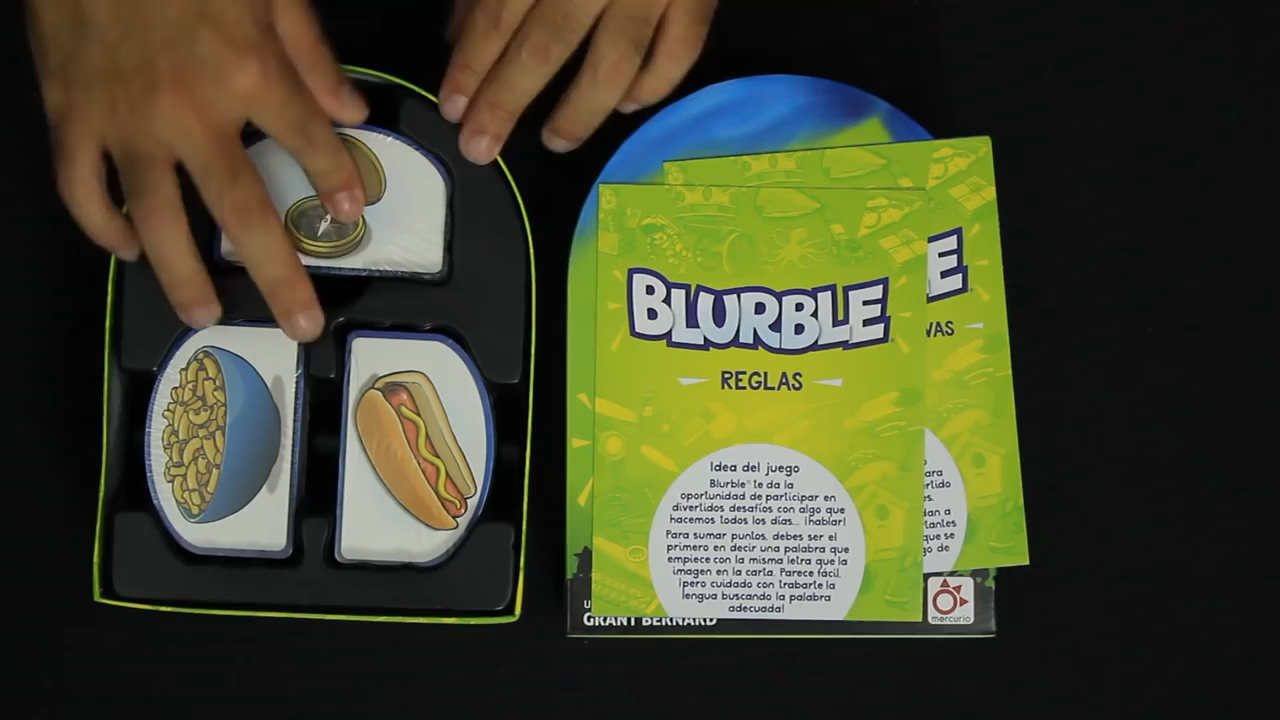 BLURBLE
REGLAS
Idea del juego
Blurble® te da la
oportunidad de participar en
divertidos desafíos con algo que
hacemos todos los días... ¡hablar!
Para sumar puntos, debes ser el
primero en decir una palabra que
empiece con la misma letra que la
imagen en la carta. Parece fácil,
¡pero cuidado con trabarte la
lengua buscando la palabra
adecuada!
E
VAS
GRANT BERNARD
mercurio